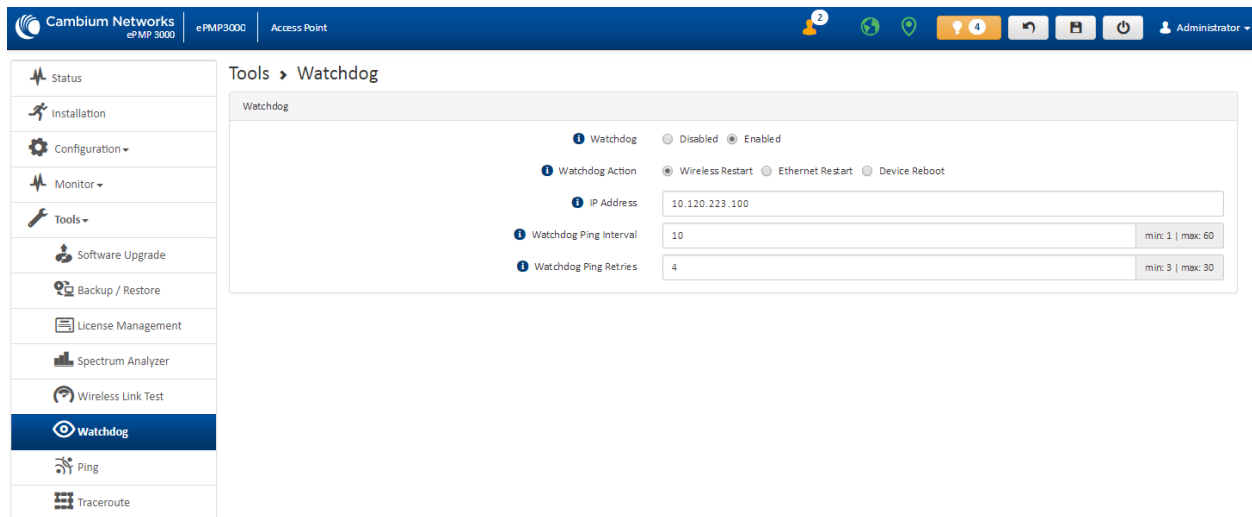 Cambium Networks
ePMP 3000
ePMP3000
Access Point
2
4
Administrator
Status
Installation
Configuration
Monitor
Tools
Software Upgrade
Backup / Restore
License Management
Spectrum Analyzer
Wireless Link Test
Watchdog
Ping
Traceroute
Tools > Watchdog
Watchdog
Watchdog Disabled Enabled
Watchdog Action Wireless Restart Ethernet Restart Device Reboot
IP Address 10.120.223.100
Watchdog Ping Interval 10 min: 1 | max: 60
Watchdog Ping Retries 4 min: 3 | max: 30